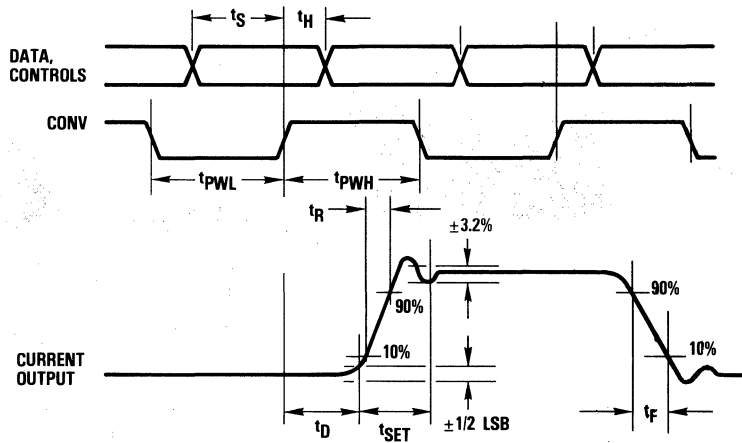 tS
tH
DATA,
CONTROLS
CONV
tPWL
tPWH
tR
±3.2%
90%
90%
10%
10%
CURRENT
OUTPUT
tD
tSET
±1/2 LSB
tF